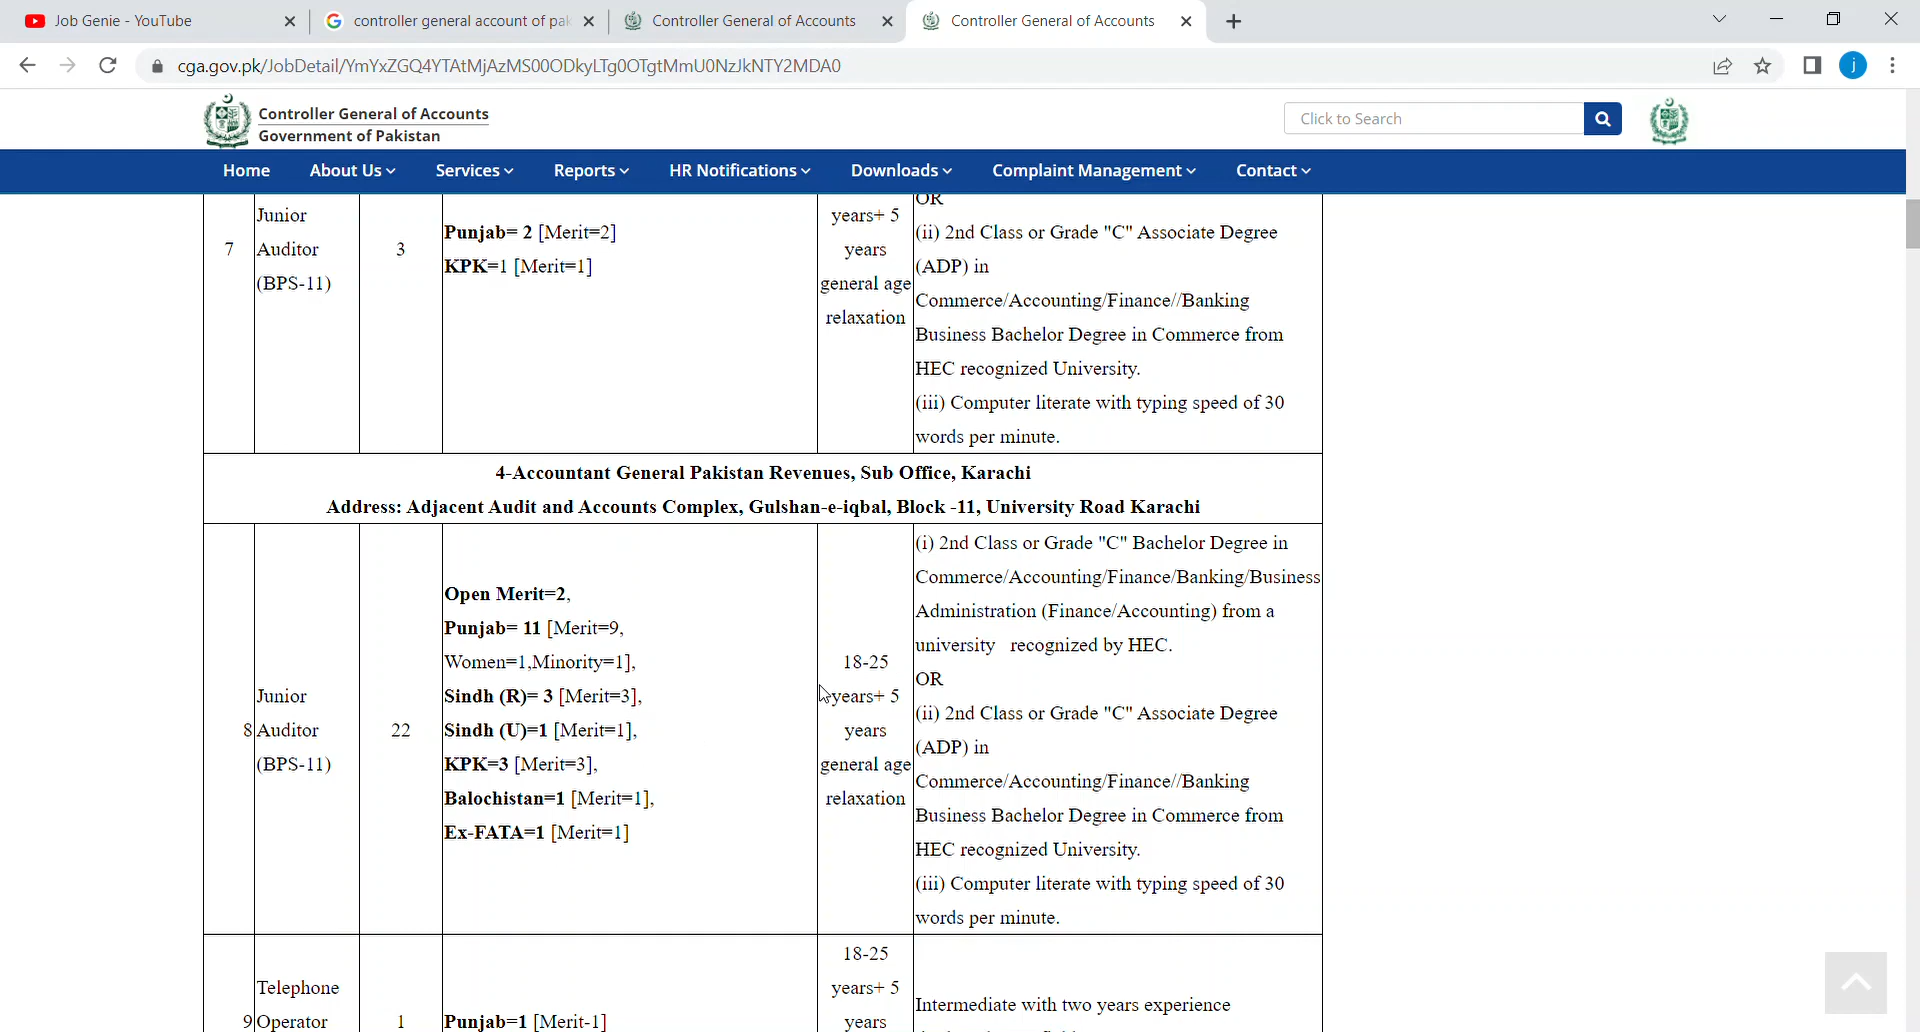 Job Genie - YouTube
controller general account of pak
Controller General of Accounts
Controller General of Accounts
cga.gov.pk/JobDetail/YmYxZGQ4YTAtMjAzMS00ODkyLTg0OTgtMmU0NzJkNTY2MDA0
j
Controller General of Accounts
Government of Pakistan
Click to Search
Home
About Us
Services
Reports
HR Notifications
Downloads
Complaint Management
Contact
7
Junior
Auditor
(BPS-11)
3
Punjab= 2 [Merit=2]
KPK=1 [Merit=1]
years+ 5
years
general age
relaxation
OR
(ii) 2nd Class or Grade "C" Associate Degree
(ADP) in
Commerce/Accounting/Finance//Banking
Business Bachelor Degree in Commerce from
HEC recognized University.
(iii) Computer literate with typing speed of 30
words per minute.
4-Accountant General Pakistan Revenues, Sub Office, Karachi
Address: Adjacent Audit and Accounts Complex, Gulshan-e-iqbal, Block -11, University Road Karachi
8
Junior
Auditor
(BPS-11)
22
Open Merit=2,
Punjab= 11 [Merit=9,
Women=1,Minority=1],
Sindh (R)= 3 [Merit=3],
Sindh (U)=1 [Merit=1],
KPK=3 [Merit=3],
Balochistan=1 [Merit=1],
Ex-FATA=1 [Merit=1]
18-25
years+ 5
years
general age
relaxation
(i) 2nd Class or Grade "C" Bachelor Degree in
Commerce/Accounting/Finance/Banking/Business
Administration (Finance/Accounting) from a
university recognized by HEC.
OR
(ii) 2nd Class or Grade "C" Associate Degree
(ADP) in
Commerce/Accounting/Finance//Banking
Business Bachelor Degree in Commerce from
HEC recognized University.
(iii) Computer literate with typing speed of 30
words per minute.
9
Telephone
Operator
1
Punjab=1 [Merit-1]
18-25
years+ 5
years
Intermediate with two years experience